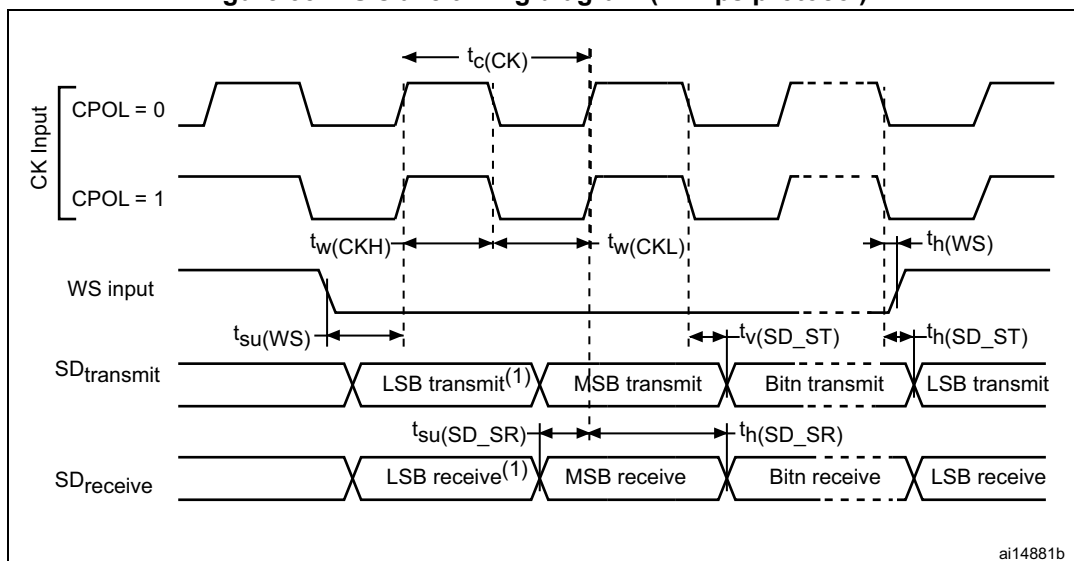 tc(CK)
CK Input
CPOL = 0
CPOL = 1
tw(CKH)
tw(CKL)
th(WS)
WS input
tsu(WS)
tv(SD_ST)
th(SD_ST)
SDtransmit
LSB transmit(1)
MSB transmit
Bitn transmit
LSB transmit
tsu(SD_SR)
th(SD_SR)
SDreceive
LSB receive(1)
MSB receive
Bitn receive
LSB receive
ai14881b